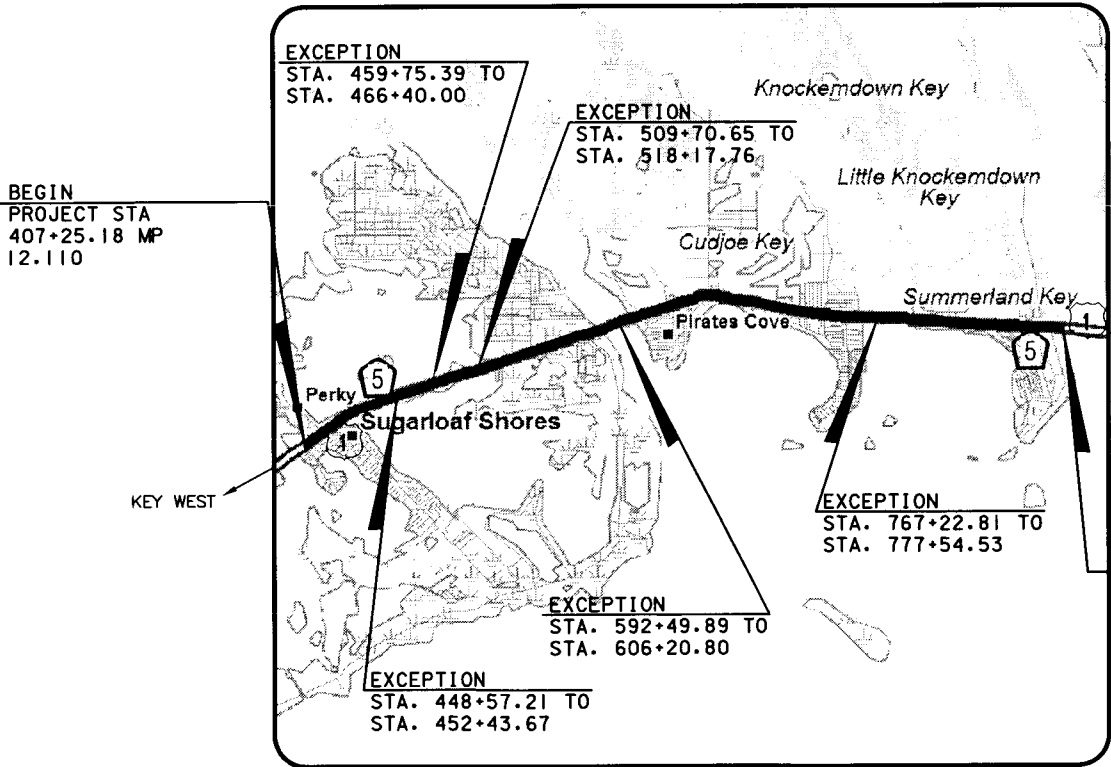 EXCEPTION
STA. 459+75.39 TO
STA. 466+40.00
Knockemdown Key
EXCEPTION
STA. 509+70.65 TO
STA. 518+17.76
Little Knockemdown
Key
BEGIN
PROJECT STA
407+25.18 MP
12.110
Cudjoe Key
Summerland Key
1
Pirates Cove
5
5
Perky
Sugarloaf Shores
1
KEY WEST
EXCEPTION
STA. 767+22.81 TO
STA. 777+54.53
EXCEPTION
STA. 592+49.89 TO
STA. 606+20.80
EXCEPTION
STA. 448+57.21 TO
STA. 452+43.67